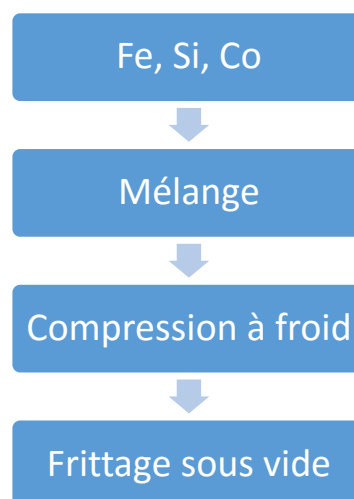 Fe, Si, Co
Mélange
Compression à froid
Frittage sous vide